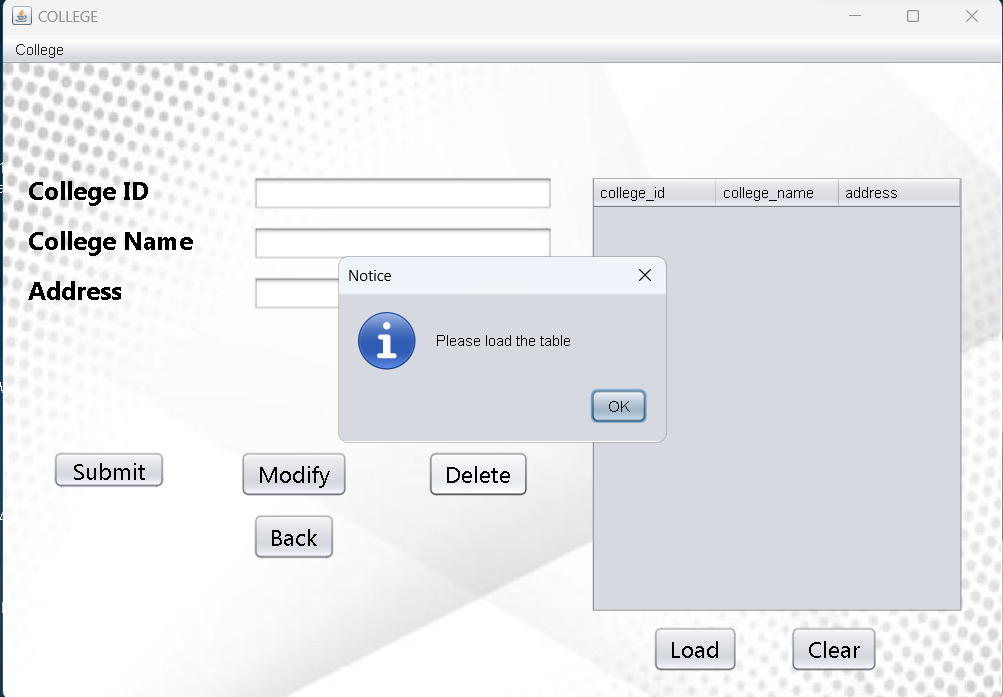 COLLEGE
College
College ID
College Name
Address
college_id college_name address
Notice
Please load the table
OK
Submit Modify Delete
Back
Load Clear